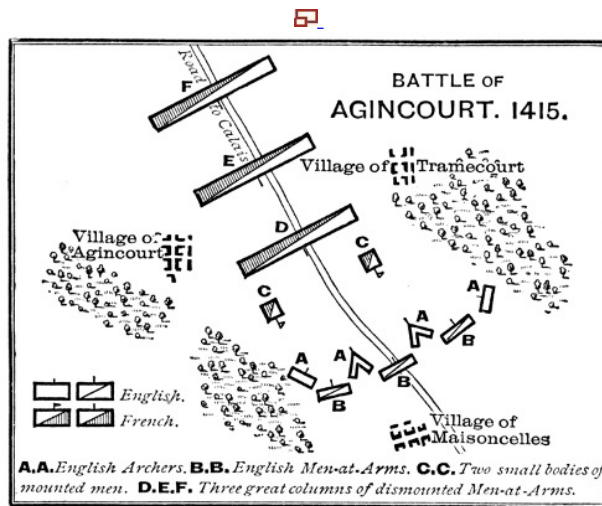 BATTLE OF
AGINCOURT. 1415.
F
Road to Calais
E
Village of Tramecourt
D
Village of
Agincourt
C
C
A
A
B
A
A
B
B
English.
French.
Village of
Maisoncelles
A.A. English Archers. B.B. English Men-at-Arms. C.C. Two small bodies of
mounted men. D.E.F. Three great columns of dismounted Men-at-Arms.